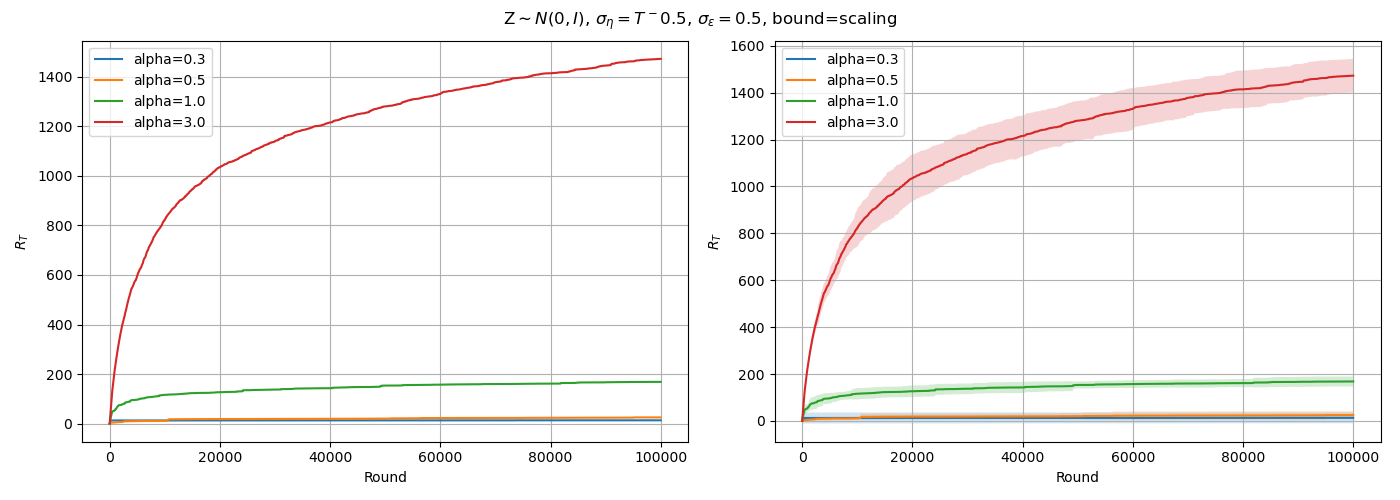 Z ∼ N(0, I), σ_η = T⁻0.5, σ_ε = 0.5, bound=scaling
alpha=0.3
alpha=0.5
alpha=1.0
alpha=3.0
1400
1200
1000
800
600
400
200
0
R_T
0 20000 40000 60000 80000 100000
Round
alpha=0.3
alpha=0.5
alpha=1.0
alpha=3.0
1600
1400
1200
1000
800
600
400
200
0
R_T
0 20000 40000 60000 80000 100000
Round